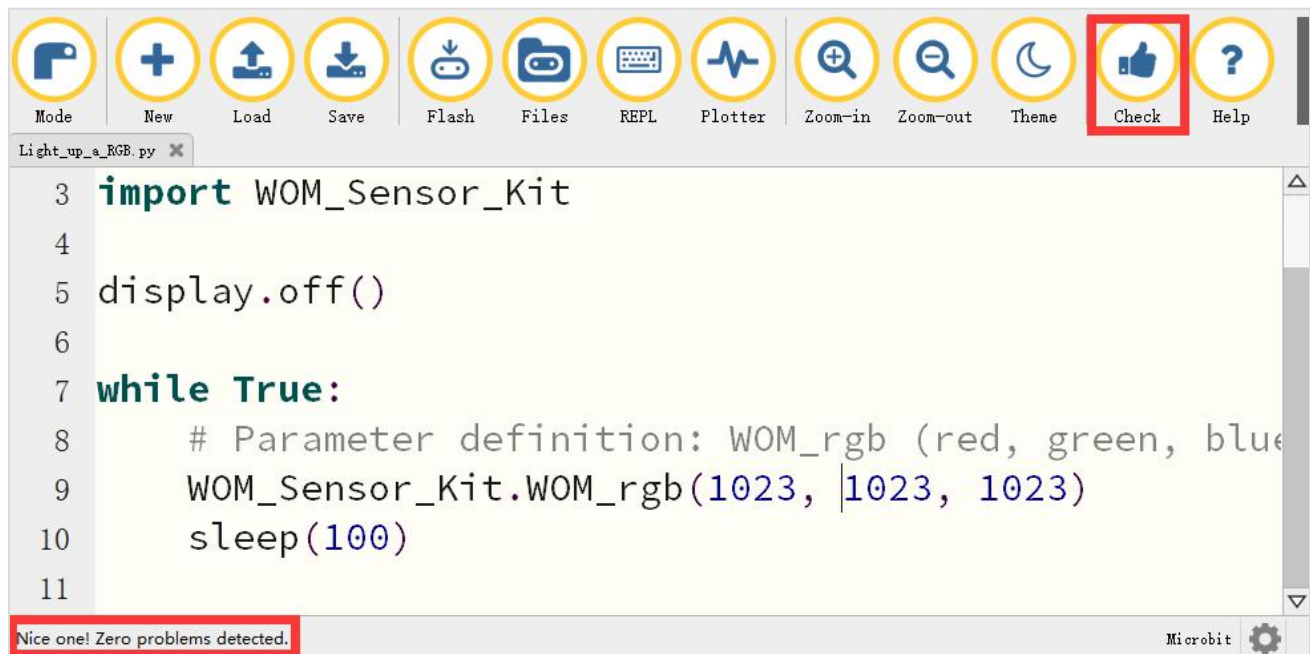 Mode New Load Save Flash Files REPL Plotter Zoom-in Zoom-out Theme Check ? Help
Light_up_a_RGB.py
3 import WOM_Sensor_Kit
4
5 display.off()
6
7 while True:
8 # Parameter definition: WOM_rgb (red, green, blue
9 WOM_Sensor_Kit.WOM_rgb(1023, 1023, 1023)
10 sleep(100)
11
Nice one! Zero problems detected. Microbit